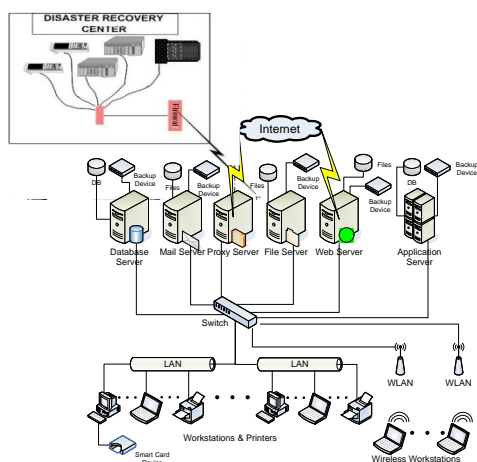 DISASTER RECOVERY
CENTER
Firewall
Internet
DB
Backup
Device
Files
Backup
Device
Files
Backup
Device
Files
Backup
Device
DB
Backup
Device
Database
Server
Mail Server
Proxy Server
File Server
Web Server
Application
Server
Switch
LAN
LAN
WLAN
WLAN
Workstations & Printers
Smart Card
Device
Wireless Workstations